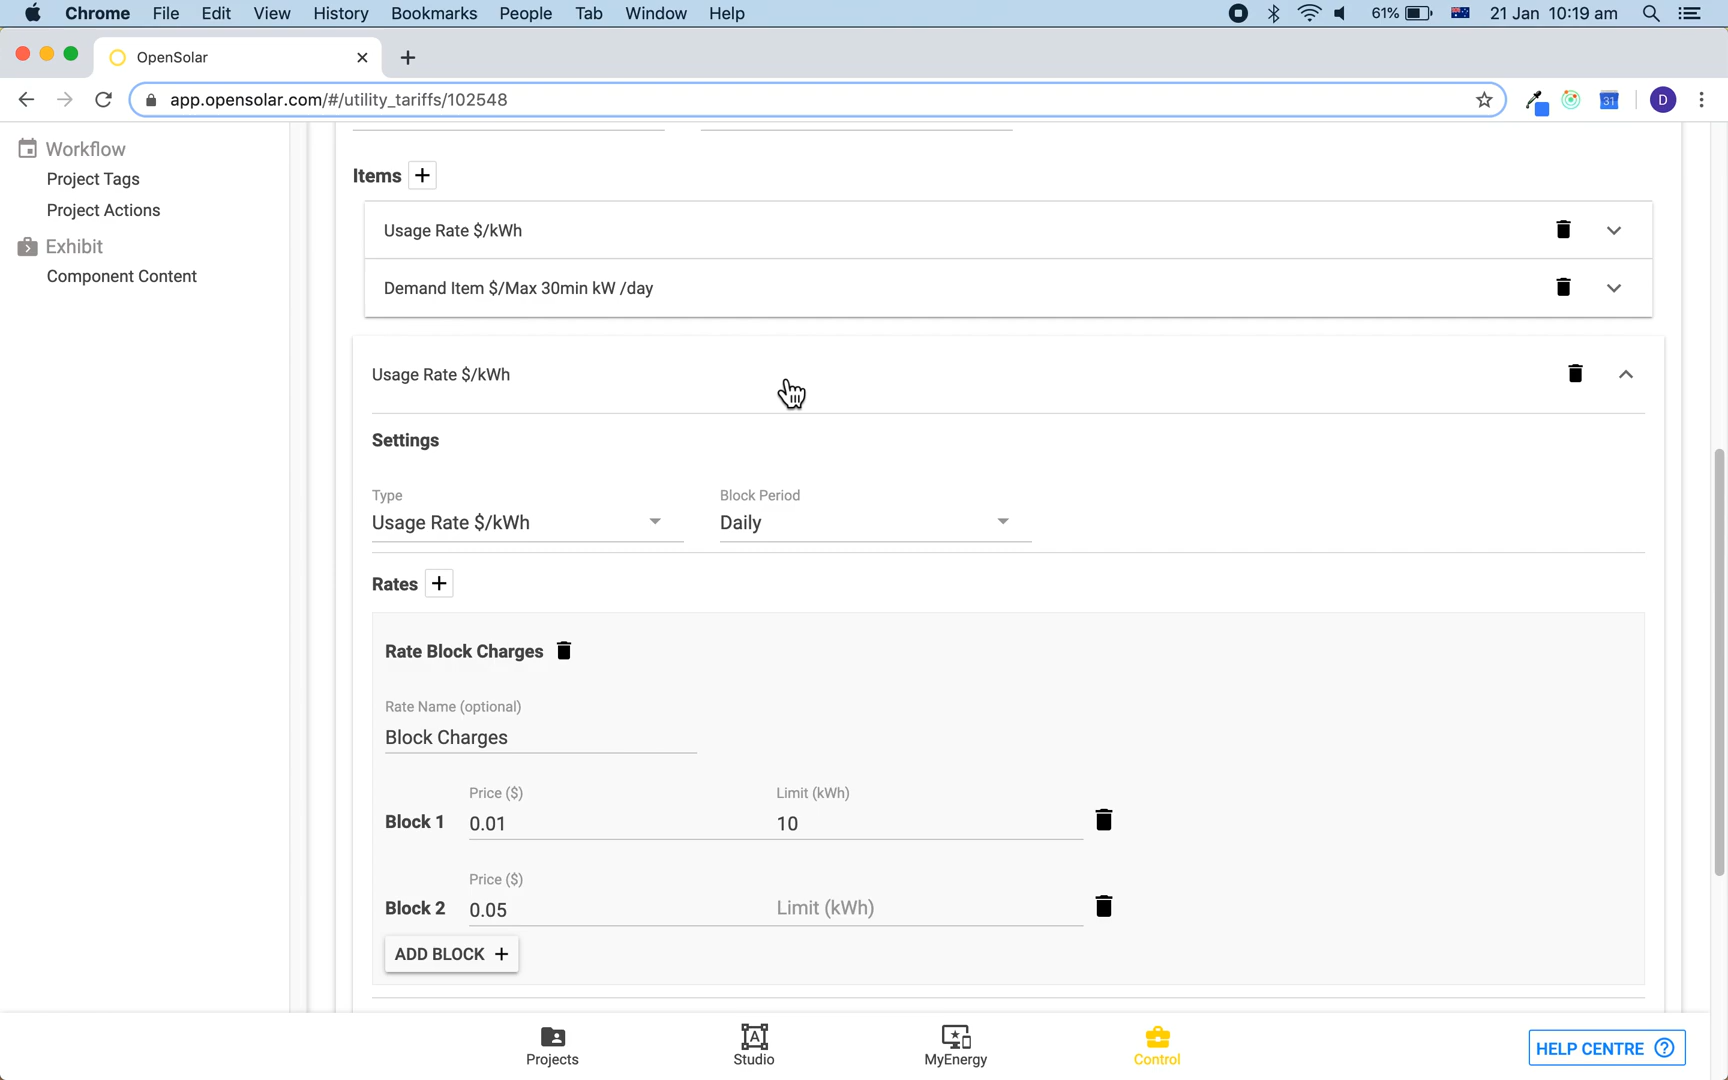 Chrome File Edit View History Bookmarks People Tab Window Help 61% 21 Jan 10:19 am
OpenSolar
app.opensolar.com/#/utility_tariffs/102548 31 D
Workflow
Project Tags
Project Actions
Exhibit
Component Content
Items +
Usage Rate $/kWh
Demand Item $/Max 30min kW /day
Usage Rate $/kWh
Settings
Type Block Period
Usage Rate $/kWh Daily
Rates +
Rate Block Charges
Rate Name (optional)
Block Charges
Price ($) Limit (kWh)
Block 1 0.01 10
Price ($)
Block 2 0.05 Limit (kWh)
ADD BLOCK +
Projects Studio MyEnergy Control
HELP CENTRE ?